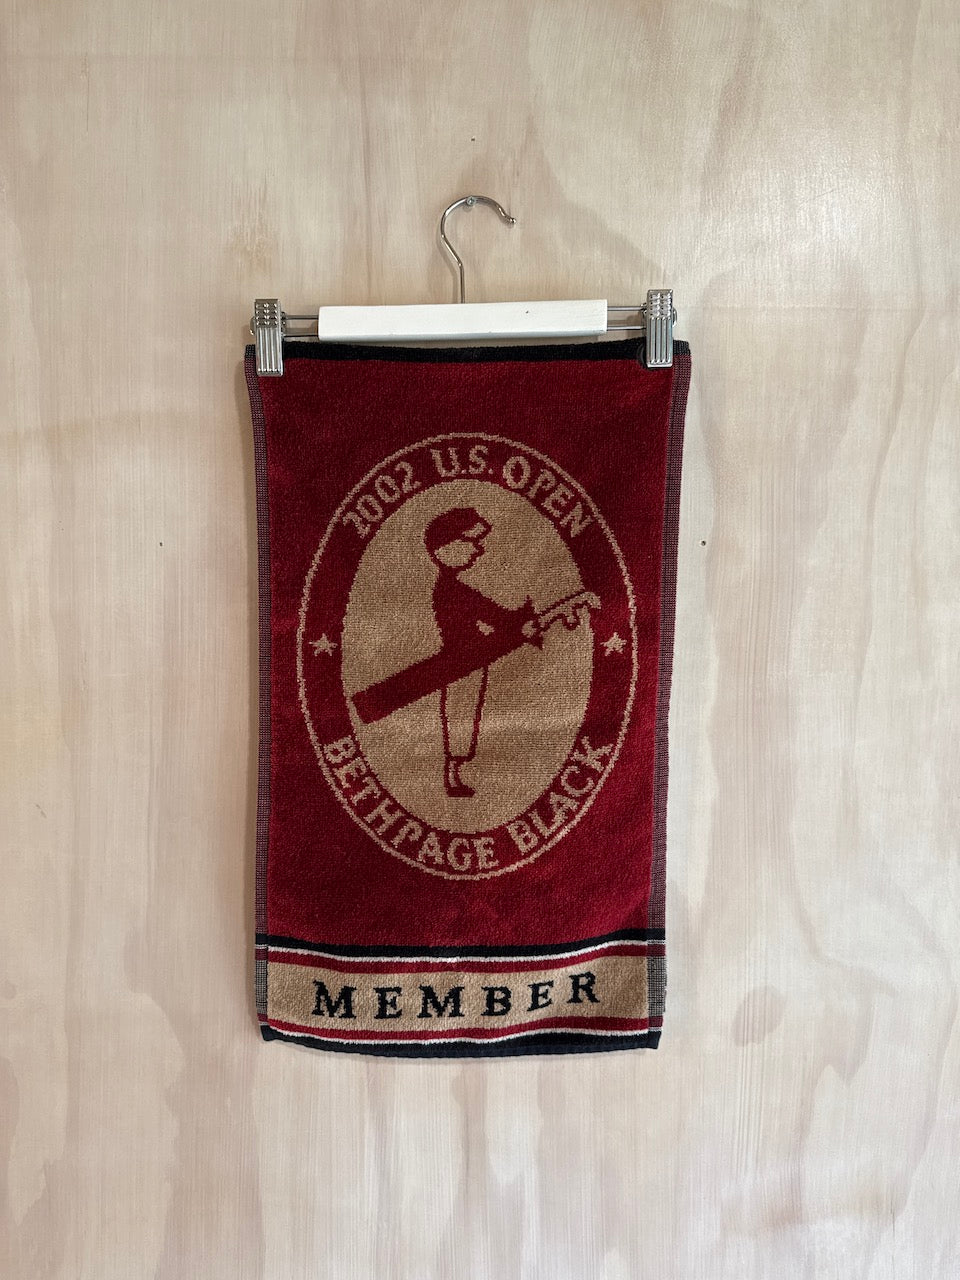 2002 U.S. OPEN
BETHPAGE BLACK
MEMBER